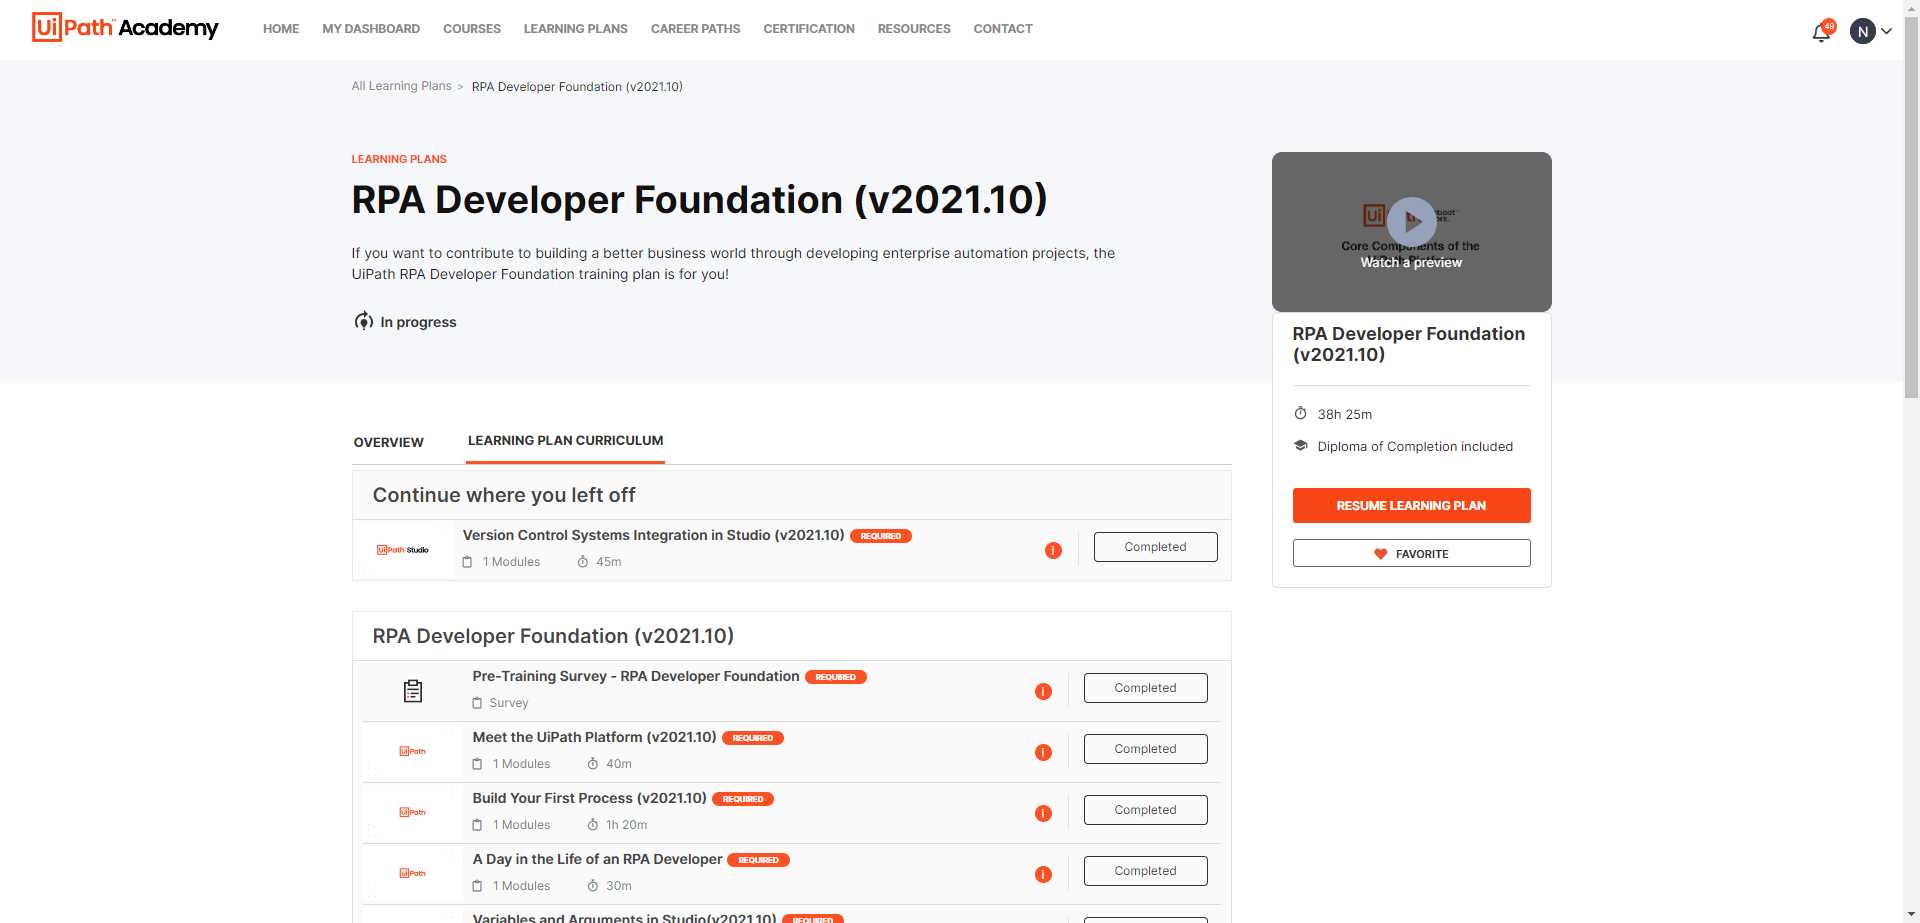 UiPath Academy
HOME MY DASHBOARD COURSES LEARNING PLANS CAREER PATHS CERTIFICATION RESOURCES CONTACT
49
N
All Learning Plans > RPA Developer Foundation (v2021.10)
LEARNING PLANS
RPA Developer Foundation (v2021.10)
If you want to contribute to building a better business world through developing enterprise automation projects, the
UiPath RPA Developer Foundation training plan is for you!
In progress
Ui
Core Components of the
Watch a preview
RPA Developer Foundation
(v2021.10)
38h 25m
Diploma of Completion included
RESUME LEARNING PLAN
FAVORITE
OVERVIEW LEARNING PLAN CURRICULUM
Continue where you left off
UiPath Studio
Version Control Systems Integration in Studio (v2021.10) REQUIRED
1 Modules 45m
Completed
RPA Developer Foundation (v2021.10)
Pre-Training Survey - RPA Developer Foundation REQUIRED
Survey
Completed
UiPath
Meet the UiPath Platform (v2021.10) REQUIRED
1 Modules 40m
Completed
UiPath
Build Your First Process (v2021.10) REQUIRED
1 Modules 1h 20m
Completed
UiPath
A Day in the Life of an RPA Developer REQUIRED
1 Modules 30m
Completed
Variables and Arguments in Studio(v2021.10) REQUIRED